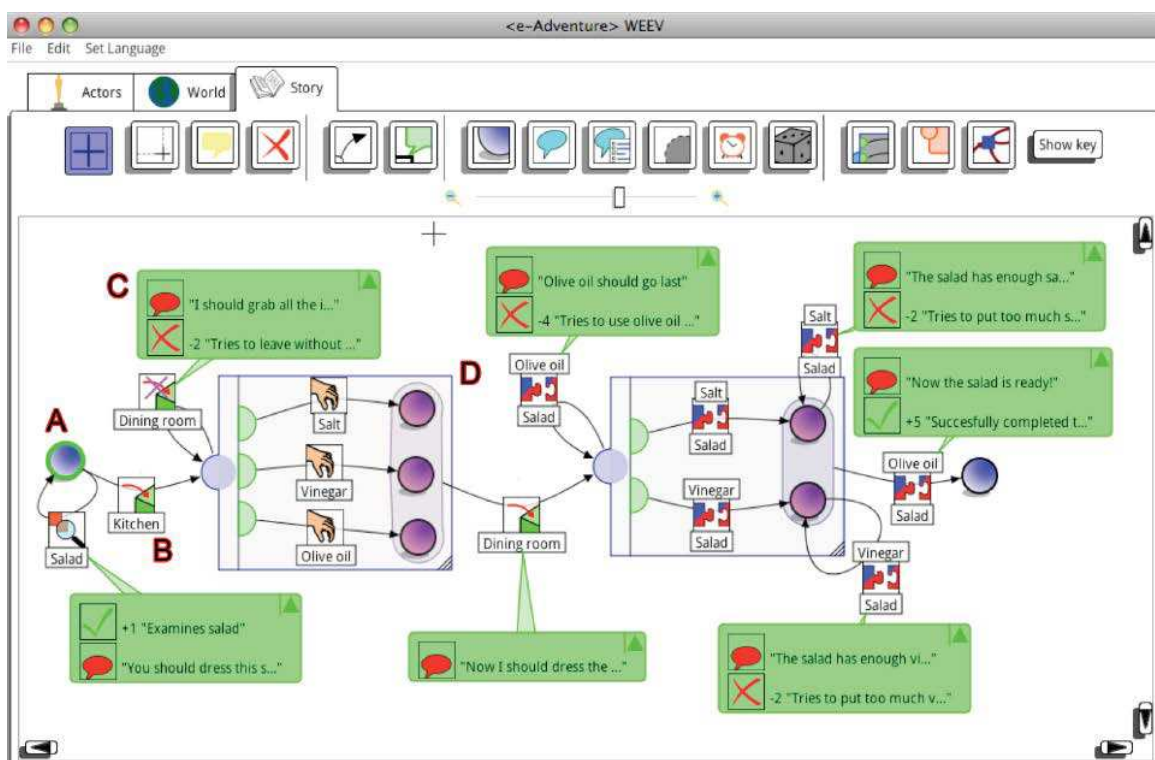 <e-Adventure> WEEV
File Edit Set Language
Actors World Story
Show key
C
"I should grab all the i..."
-2 "Tries to leave without ..."
"Olive oil should go last"
-4 "Tries to use olive oil ..."
"The salad has enough sa..."
-2 "Tries to put too much s..."
Salt
Salad
"Now the salad is ready!"
+5 "Succesfully completed t..."
D
Olive oil
Salad
Dining room
A
Salt
Vinegar
Olive oil
Salt
Salad
Vinegar
Salad
Olive oil
Salad
Kitchen
B
Salad
Dining room
Vinegar
Salad
+1 "Examines salad"
"You should dress this s..."
"Now I should dress the ..."
"The salad has enough vi..."
-2 "Tries to put too much v..."